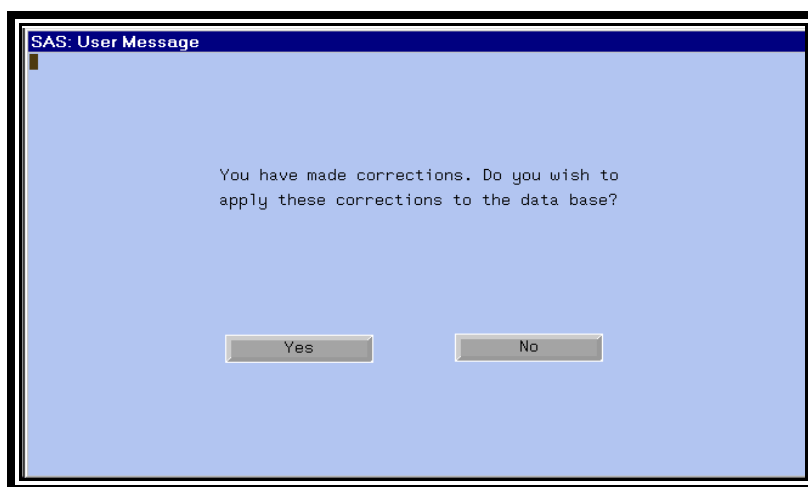 SAS: User Message
You have made corrections. Do you wish to
apply these corrections to the data base?
Yes No